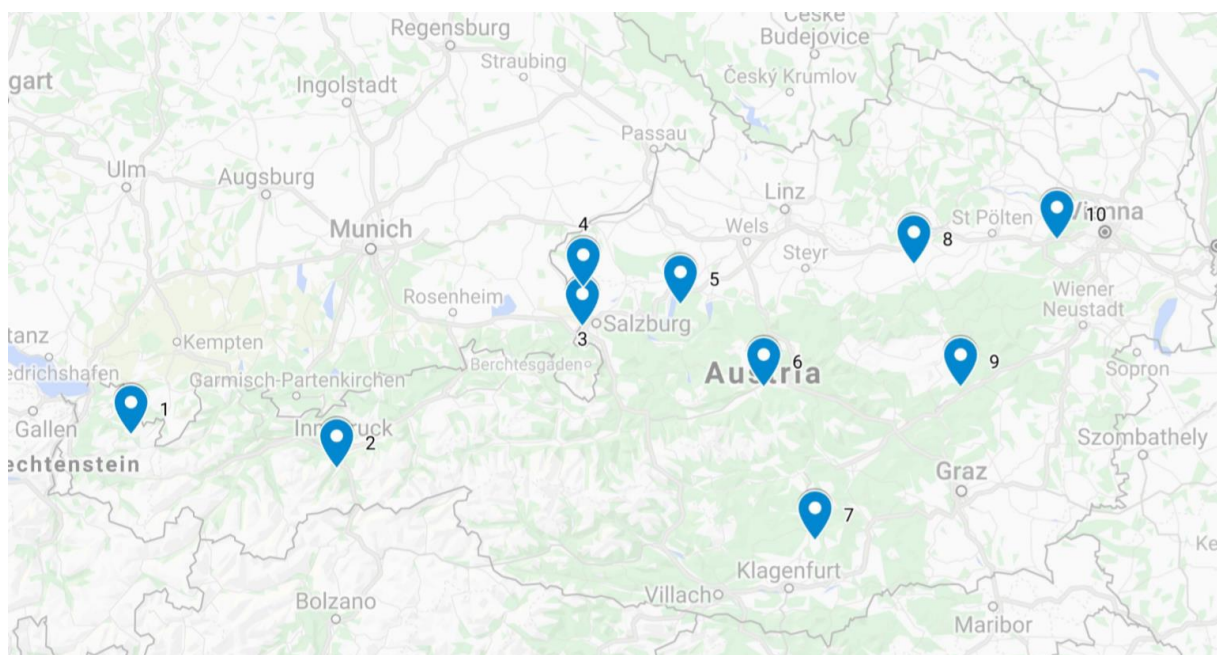 České
Budejovice
Regensburg
Straubing
Český Krumlov
Ingolstadt
gart
Passau
Ulm
Augsburg
Linz
Munich
Wels
St Pölten
Vienna
10
4
8
Steyr
5
Rosenheim
Salzburg
Wiener
Neustadt
tanz
Kempten
3
edrichshafen
Garmisch-Partenkirchen
Berchtesgaden
Austria
6
9
Sopron
1
Gallen
Innsbruck
2
Szombathely
echtenstein
Graz
7
Ke
Klagenfurt
Villach
Bolzano
Maribor